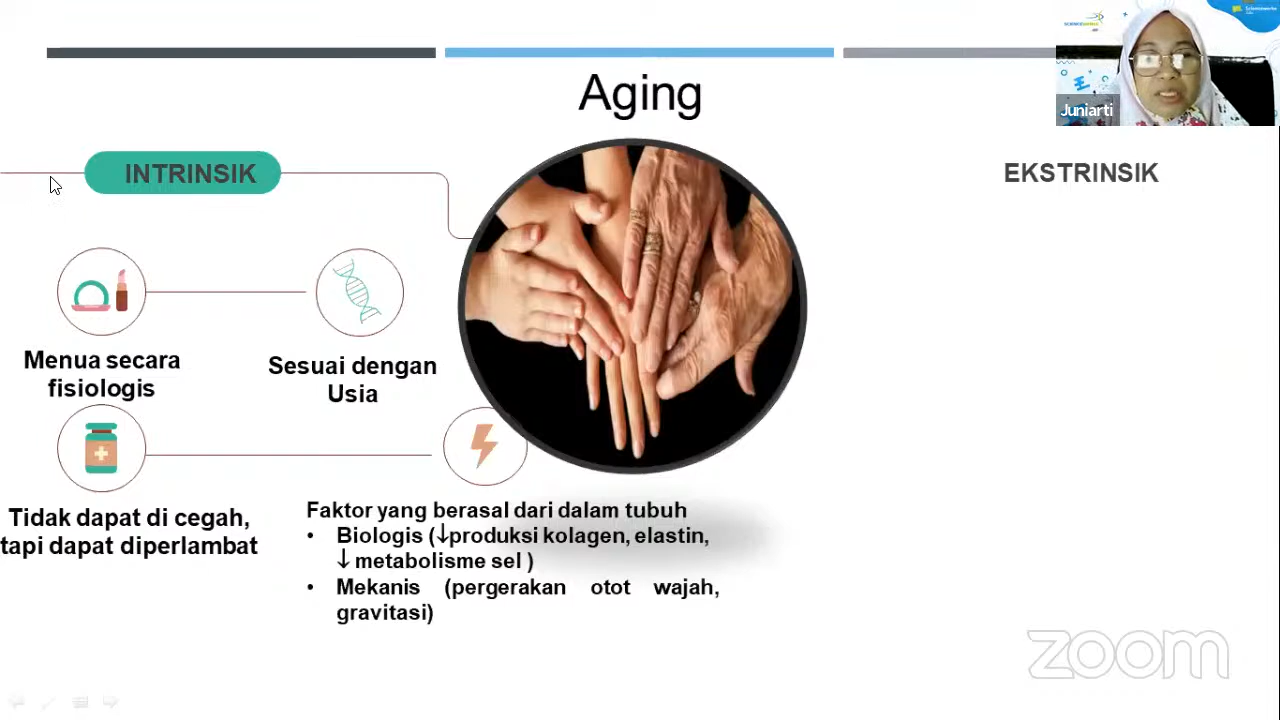 Aging
Juniarti
INTRINSIK
EKSTRINSIK
Menua secara
fisiologis
Sesuai dengan
Usia
Tidak dapat di cegah,
tapi dapat diperlambat
Faktor yang berasal dari dalam tubuh
• Biologis (↓produksi kolagen, elastin,
↓ metabolisme sel )
• Mekanis (pergerakan otot wajah,
gravitasi)
zoom